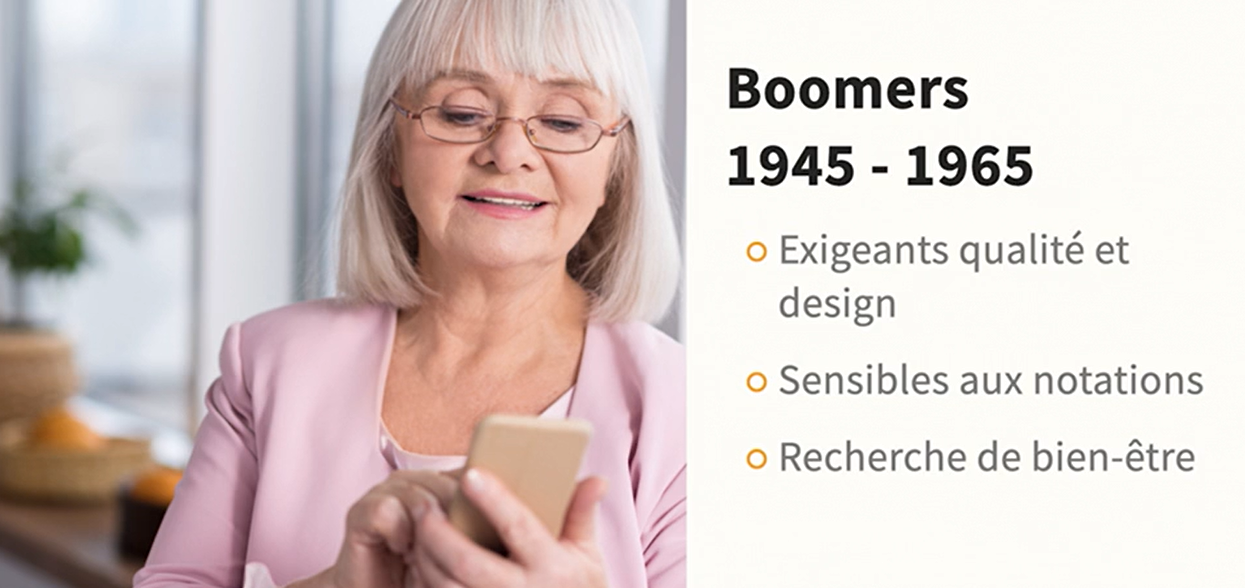 Boomers
1945 - 1965
Exigeants qualité et
design
Sensibles aux notations
Recherche de bien-être